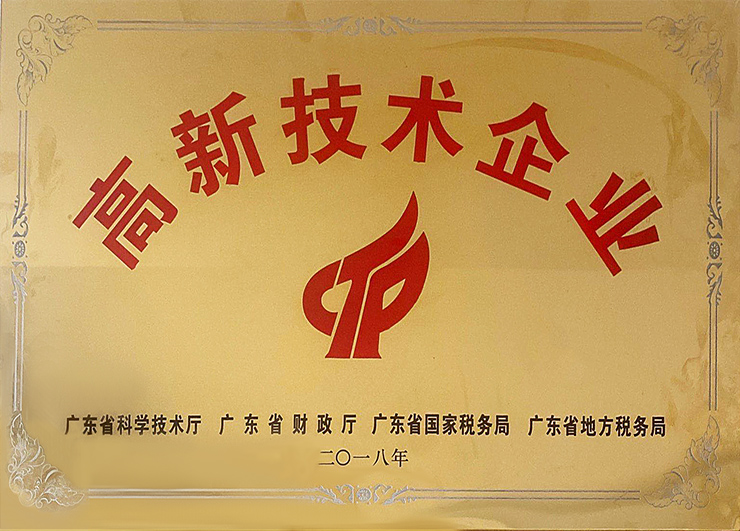 高新技术企业
广东省科学技术厅 广东省财政厅 广东省国家税务局 广东省地方税务局
二〇一八年